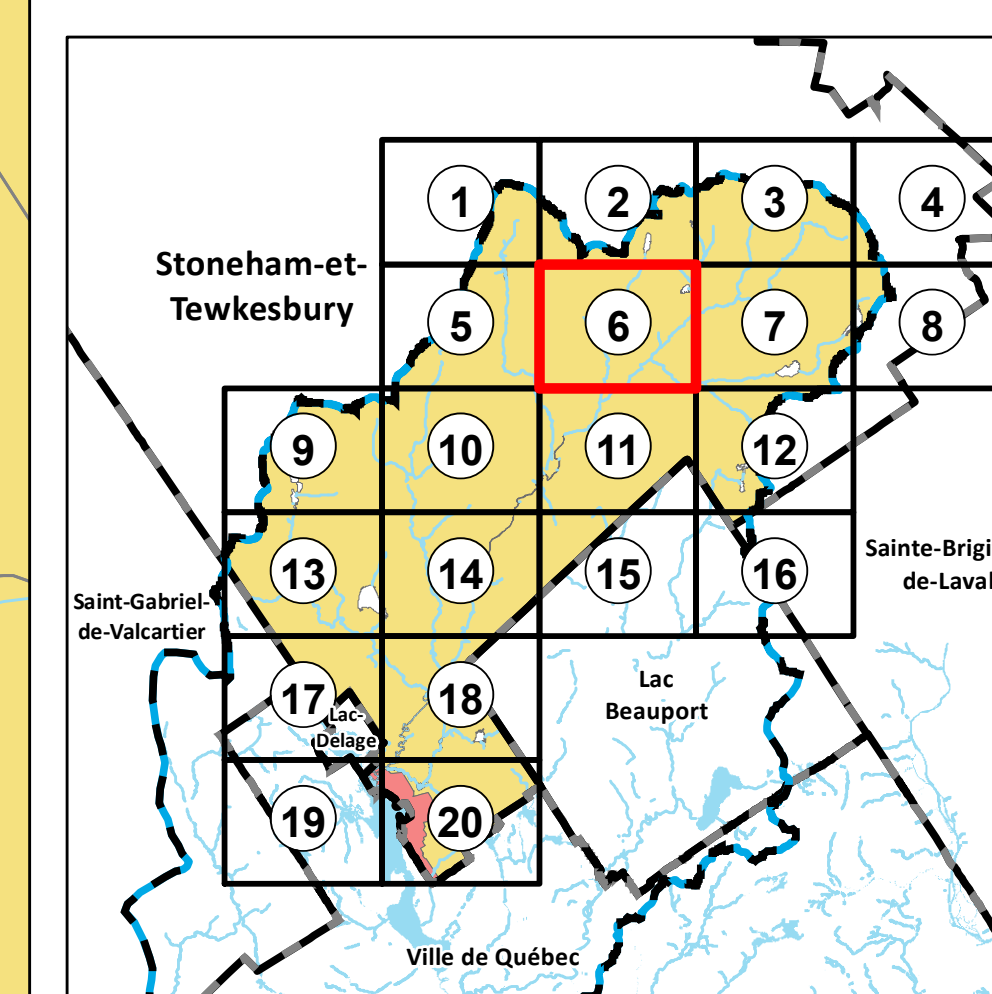 1
2
3
4
Stoneham-et-
Tewkesbury
5
6
7
8
9
10
11
12
13
14
15
16
Sainte-Brigi
de-Laval
Saint-Gabriel-
de-Valcartier
17
Lac-
Delage
18
Lac
Beauport
19
20
Ville de Québec